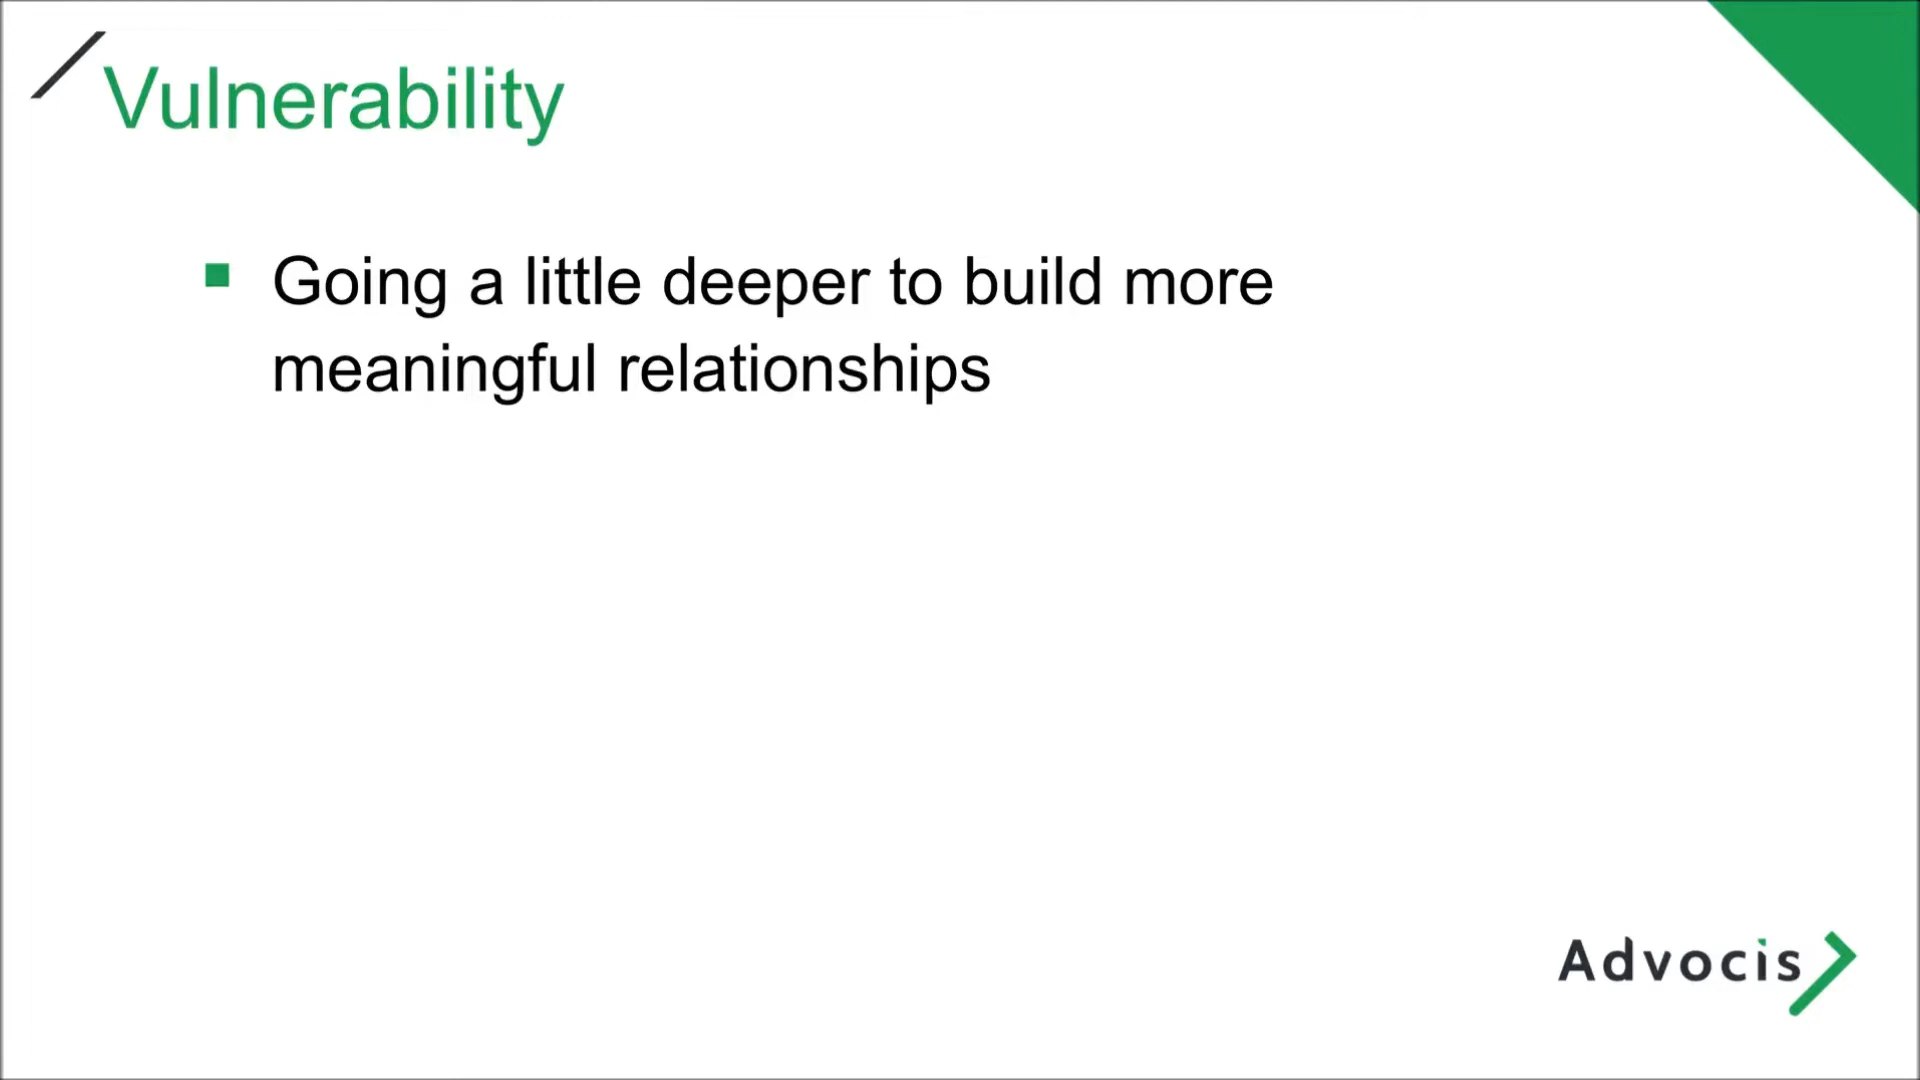 Vulnerability
Going a little deeper to build more
meaningful relationships
Advocis